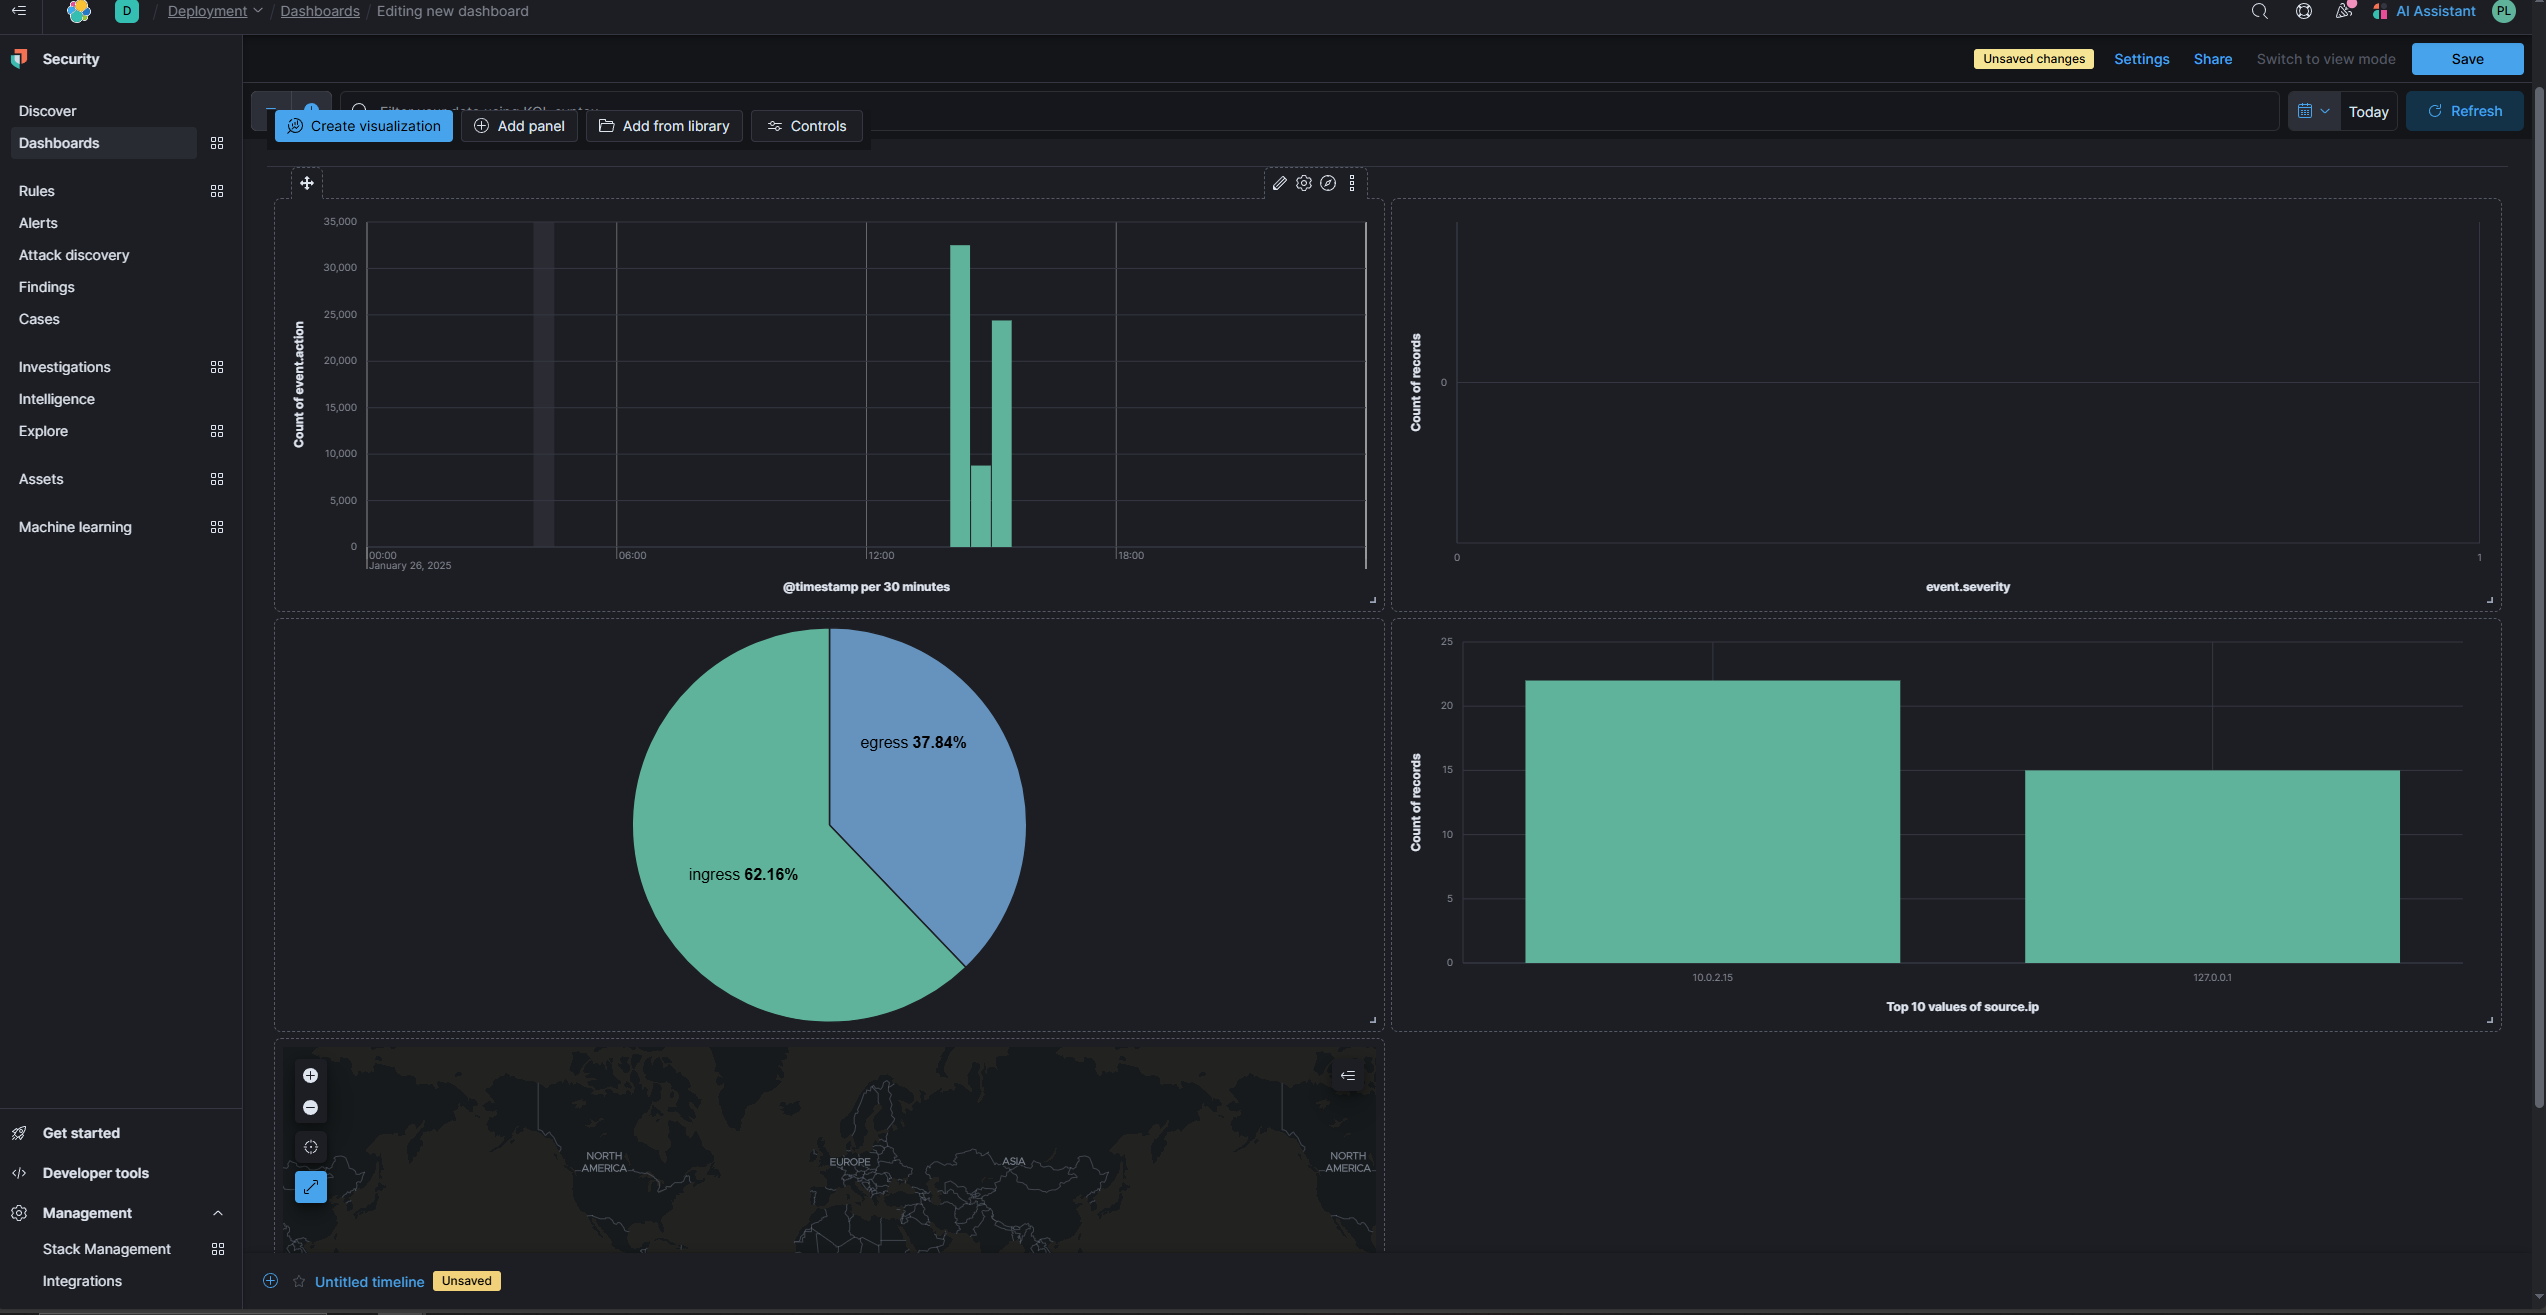 D / Deployment / Dashboards / Editing new dashboard
AI Assistant PL
Security
Unsaved changes Settings Share Switch to view mode Save
Discover
Dashboards
Rules
Alerts
Attack discovery
Findings
Cases
Investigations
Intelligence
Explore
Assets
Machine learning
Get started
Developer tools
Management
Stack Management
Integrations
Filter your data using KQL syntax
Today Refresh
Create visualization Add panel Add from library Controls
35,000
30,000
25,000
20,000
15,000
10,000
5,000
0
Count of event.action
00:00 06:00 12:00 18:00
January 26, 2025
@timestamp per 30 minutes
Count of records
0
0 1
event.severity
egress 37.84%
ingress 62.16%
25
20
15
10
5
0
Count of records
10.0.2.15 127.0.0.1
Top 10 values of source.ip
NORTH
AMERICA
EUROPE
ASIA
NORTH
AMERICA
Untitled timeline Unsaved